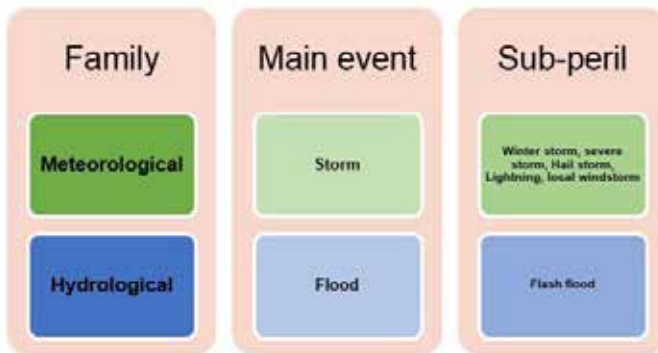 Family
Main event
Sub-peril
Meteorological
Storm
Winter storm, severe
storm, Hail storm,
Lightning, local windstorm
Hydrological
Flood
Flash flood